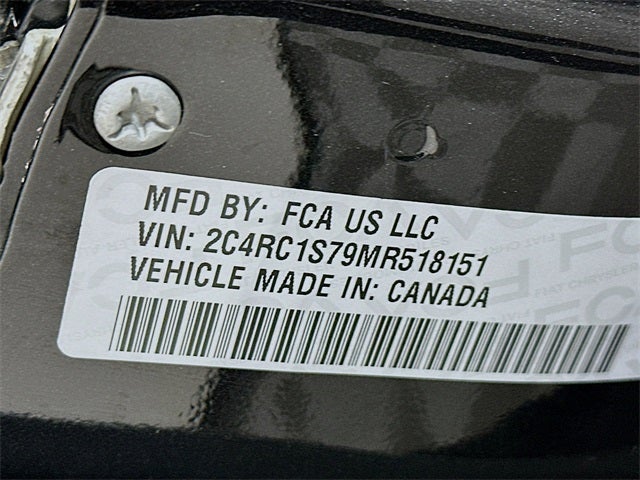 MFD BY: FCA US LLC
VIN: 2C4RC1S79MR518151
VEHICLE MADE IN: CANADA